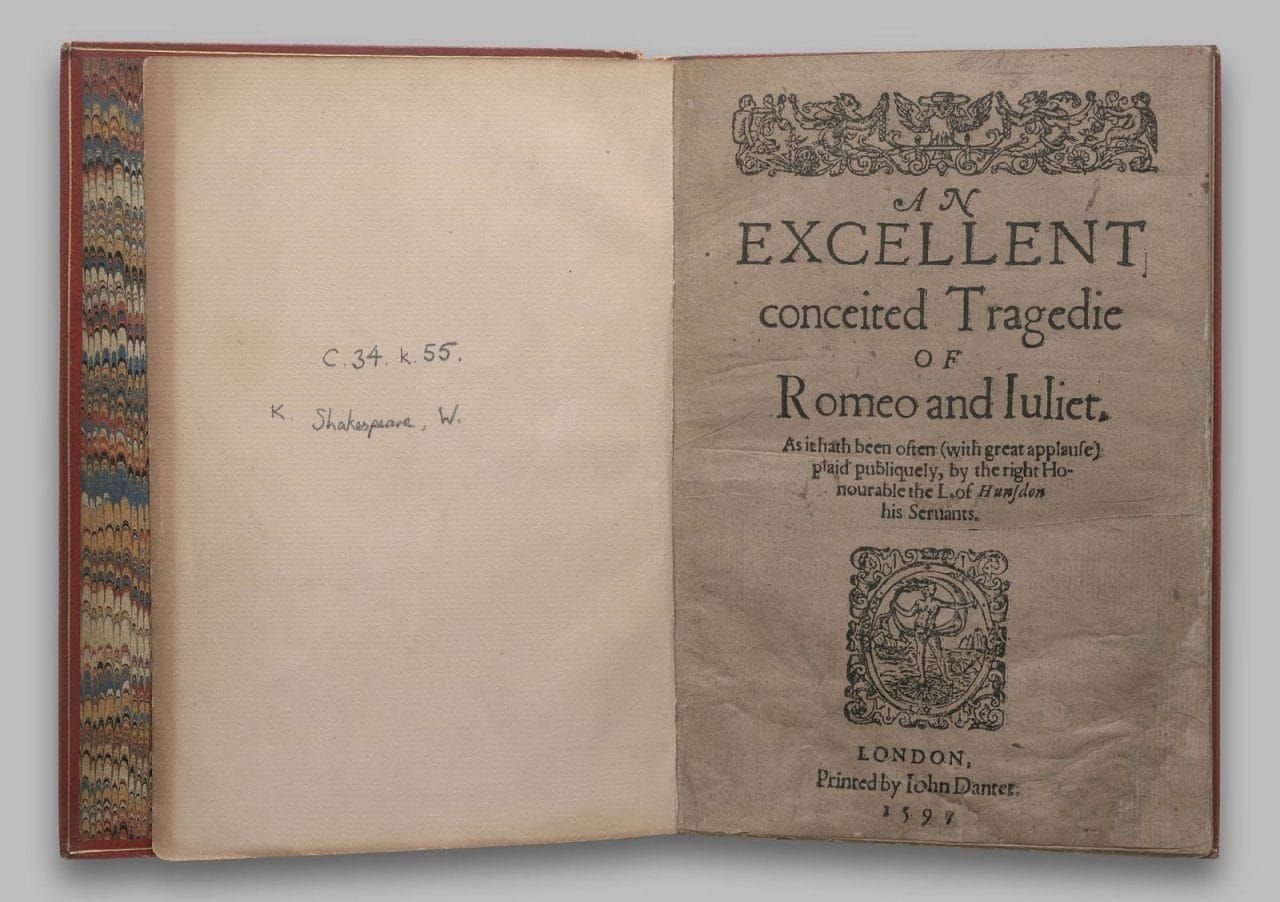 C.34.k.55.
K. Shakespeare, W.
AN
EXCELLENT
conceited Tragedie
OF
Romeo and Iuliet.
As it hath been often (with great applauſe)
plaid publiquely, by the right Ho-
nourable the L. of Hunſdon
his Seruants.
LONDON,
Printed by Iohn Danter.
1597